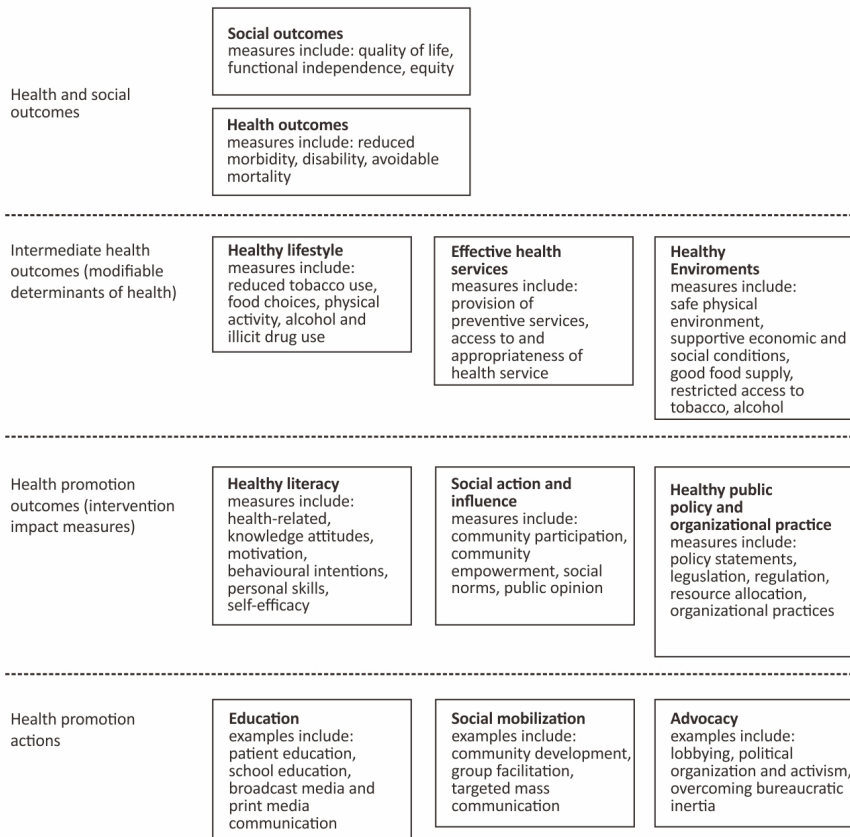 Social outcomes
measures include: quality of life,
functional independence, equity
Health and social
outcomes
Health outcomes
measures include: reduced
morbidity, disability, avoidable
mortality
Intermediate health
outcomes (modifiable
determants of health)
Healthy lifestyle
measures include:
reduced tobacco use,
food choices, physical
activity, alcohol and
illicit drug use
Effective health
services
measures include:
provision of
preventive services,
access to and
appropriateness of
health service
Healthy
Enviroments
measures include:
safe physical
environment,
supportive economic and
social conditions,
good food supply,
restricted access to
tobacco, alcohol
Health promotion
outcomes (intervention
impact measures)
Healthy literacy
measures include:
health-related,
knowledge attitudes,
motivation,
behavioural intentions,
personal skills,
self-efficacy
Social action and
influence
measures include:
community participation,
community
empowerment, social
norms, public opinion
Healthy public
policy and
organizational practice
measures include:
policy statements,
leguslation, regulation,
resource allocation,
organizational practices
Health promotion
actions
Education
examples include:
patient education,
school education,
broadcast media and
print media
communication
Social mobilization
examples include:
community development,
group facilitation,
targeted mass
communication
Advocacy
examples include:
lobbying, political
organization and activism,
overcoming bureaucratic
inertia